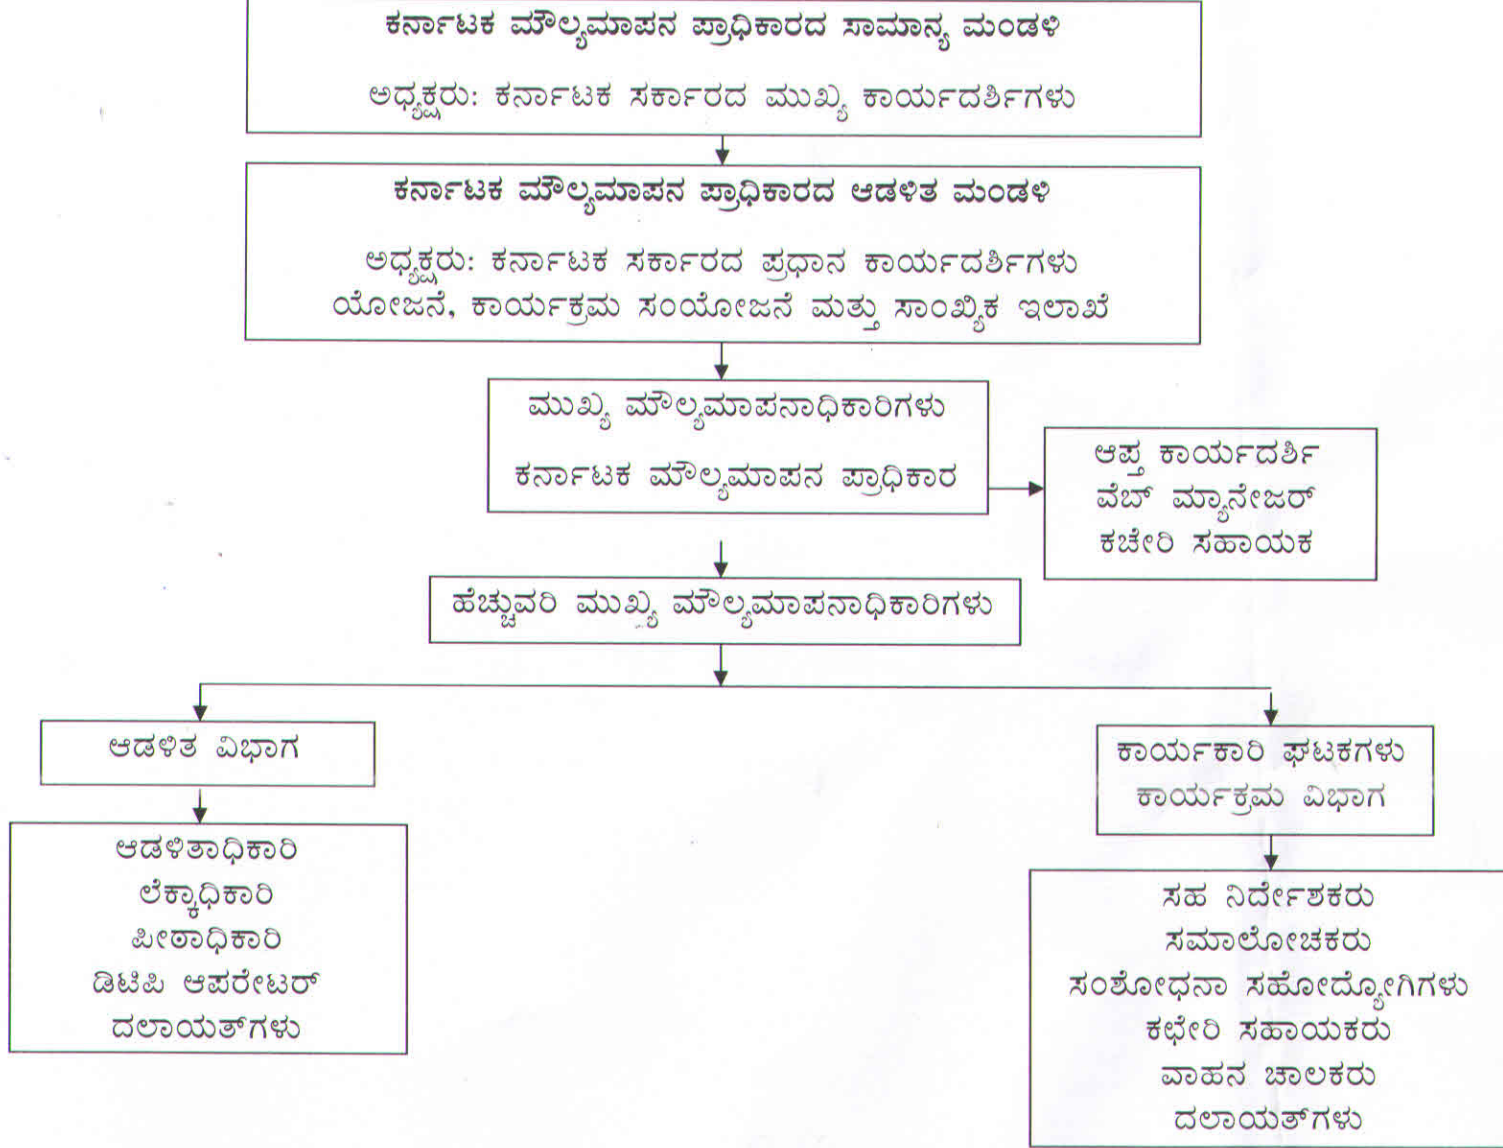 ಕರ್ನಾಟಕ ಮೌಲ್ಯಮಾಪನ ಪ್ರಾಧಿಕಾರದ ಸಾಮಾನ್ಯ ಮಂಡಳಿ
ಅಧ್ಯಕ್ಷರು: ಕರ್ನಾಟಕ ಸರ್ಕಾರದ ಮುಖ್ಯ ಕಾರ್ಯದರ್ಶಿಗಳು
ಕರ್ನಾಟಕ ಮೌಲ್ಯಮಾಪನ ಪ್ರಾಧಿಕಾರದ ಆಡಳಿತ ಮಂಡಳಿ
ಅಧ್ಯಕ್ಷರು: ಕರ್ನಾಟಕ ಸರ್ಕಾರದ ಪ್ರಧಾನ ಕಾರ್ಯದರ್ಶಿಗಳು
ಯೋಜನೆ, ಕಾರ್ಯಕ್ರಮ ಸಂಯೋಜನೆ ಮತ್ತು ಸಾಂಖ್ಯಿಕ ಇಲಾಖೆ
ಮುಖ್ಯ ಮೌಲ್ಯಮಾಪನಾಧಿಕಾರಿಗಳು
ಕರ್ನಾಟಕ ಮೌಲ್ಯಮಾಪನ ಪ್ರಾಧಿಕಾರ
ಆಪ್ತ ಕಾರ್ಯದರ್ಶಿ
ವೆಬ್ ಮ್ಯಾನೇಜರ್
ಕಚೇರಿ ಸಹಾಯಕ
ಹೆಚ್ಚುವರಿ ಮುಖ್ಯ ಮೌಲ್ಯಮಾಪನಾಧಿಕಾರಿಗಳು
ಆಡಳಿತ ವಿಭಾಗ
ಆಡಳಿತಾಧಿಕಾರಿ
ಲೆಕ್ಕಾಧಿಕಾರಿ
ಪೀಠಾಧಿಕಾರಿ
ಡಿಟಿಪಿ ಆಪರೇಟರ್
ದಲಾಯತ್‌ಗಳು
ಕಾರ್ಯಕಾರಿ ಘಟಕಗಳು
ಕಾರ್ಯಕ್ರಮ ವಿಭಾಗ
ಸಹ ನಿರ್ದೇಶಕರು
ಸಮಾಲೋಚಕರು
ಸಂಶೋಧನಾ ಸಹೋದ್ಯೋಗಿಗಳು
ಕಛೇರಿ ಸಹಾಯಕರು
ವಾಹನ ಚಾಲಕರು
ದಲಾಯತ್‌ಗಳು